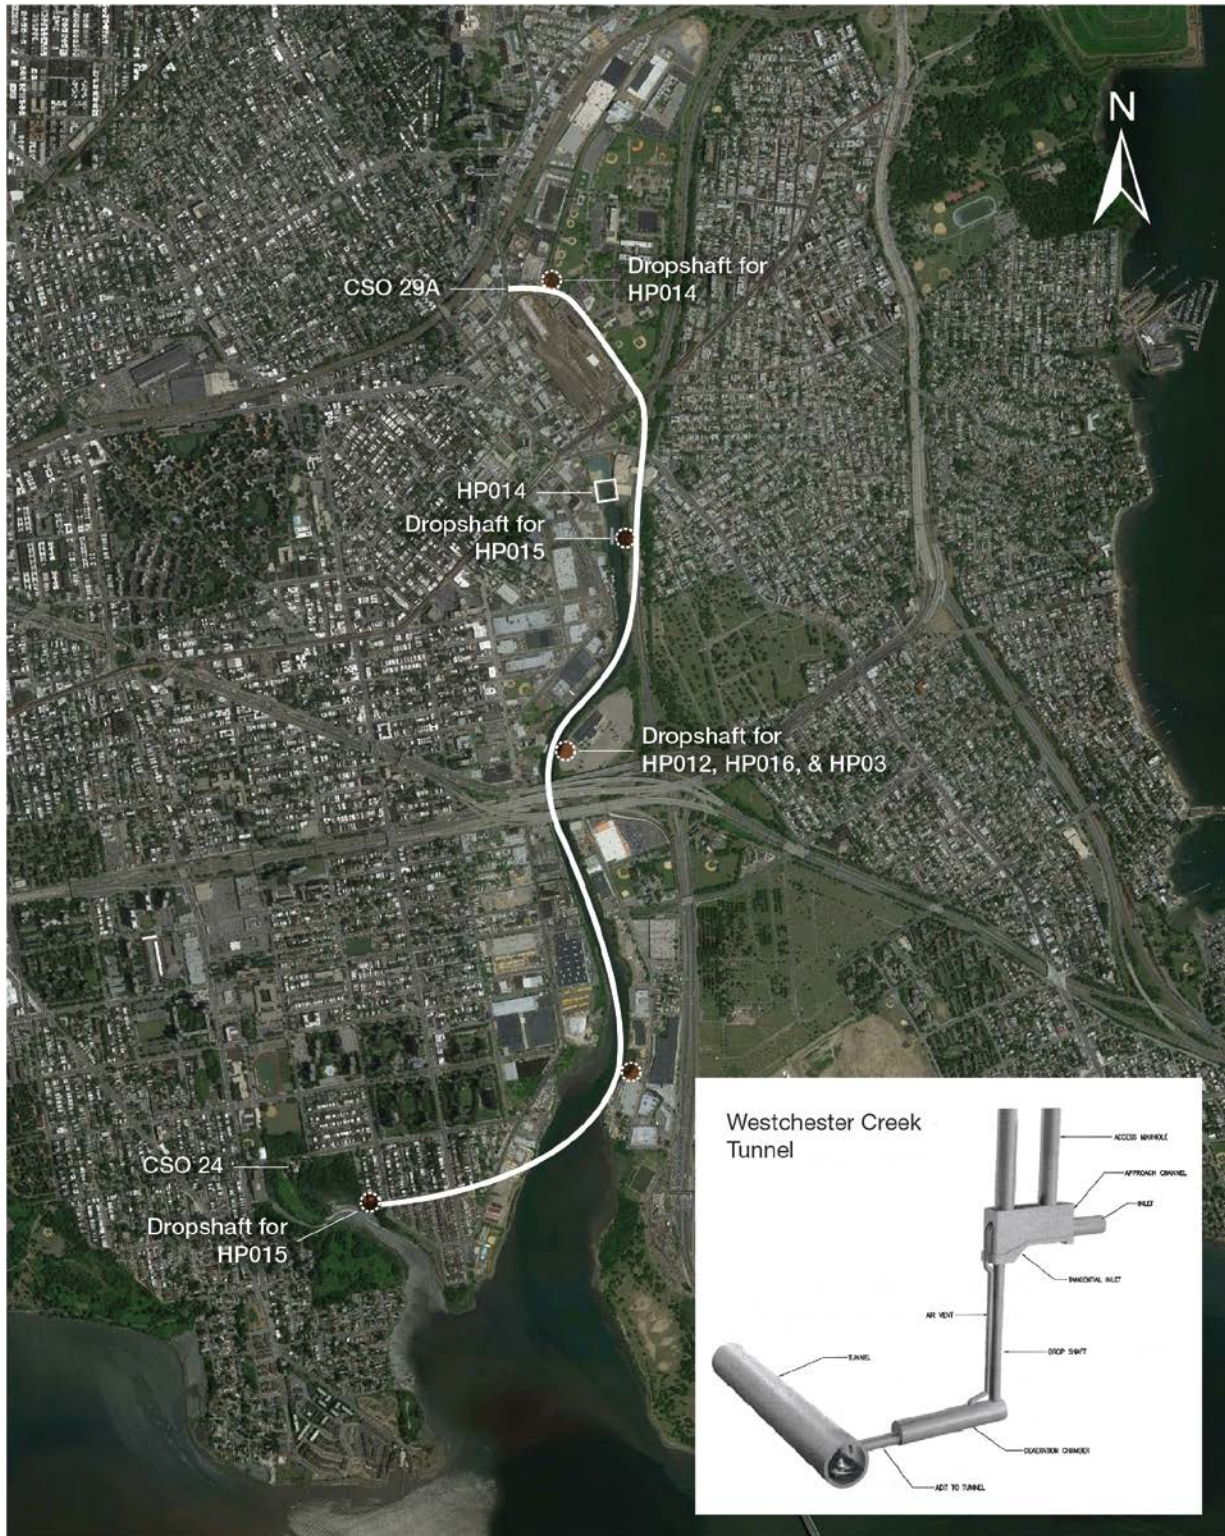 N
Dropshaft for
HP014
CSO 29A
HP014
Dropshaft for
HP015
Dropshaft for
HP012, HP016, & HP03
CSO 24
Dropshaft for
HP015
Westchester Creek
Tunnel
ACCESS MANHOLE
APPROACH CHANNEL
INLET
TANGENTIAL INLET
AIR VENT
DROP SHAFT
TUNNEL
DEAERATION CHAMBER
ADIT TO TUNNEL